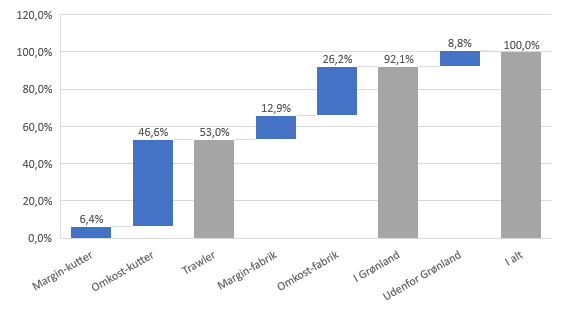 120,0%
100,0%
80,0%
60,0%
40,0%
20,0%
0,0%
6,4%
46,6%
53,0%
12,9%
26,2%
92,1%
8,8%
100,0%
Margin-kutter
Omkost-kutter
Trawler
Margin-fabrik
Omkost-fabrik
I Grønland
Udenfor Grønland
I alt